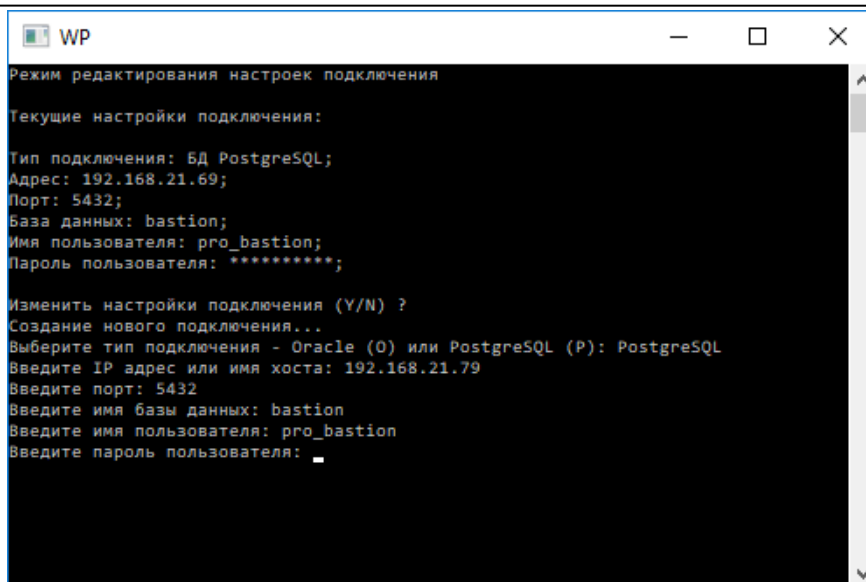 WP
Режим редактирования настроек подключения
Текущие настройки подключения:
Тип подключения: БД PostgreSQL;
Адрес: 192.168.21.69;
Порт: 5432;
База данных: bastion;
Имя пользователя: pro_bastion;
Пароль пользователя: **********;
Изменить настройки подключения (Y/N) ?
Создание нового подключения...
Выберите тип подключения - Oracle (O) или PostgreSQL (P): PostgreSQL
Введите IP адрес или имя хоста: 192.168.21.79
Введите порт: 5432
Введите имя базы данных: bastion
Введите имя пользователя: pro_bastion
Введите пароль пользователя: